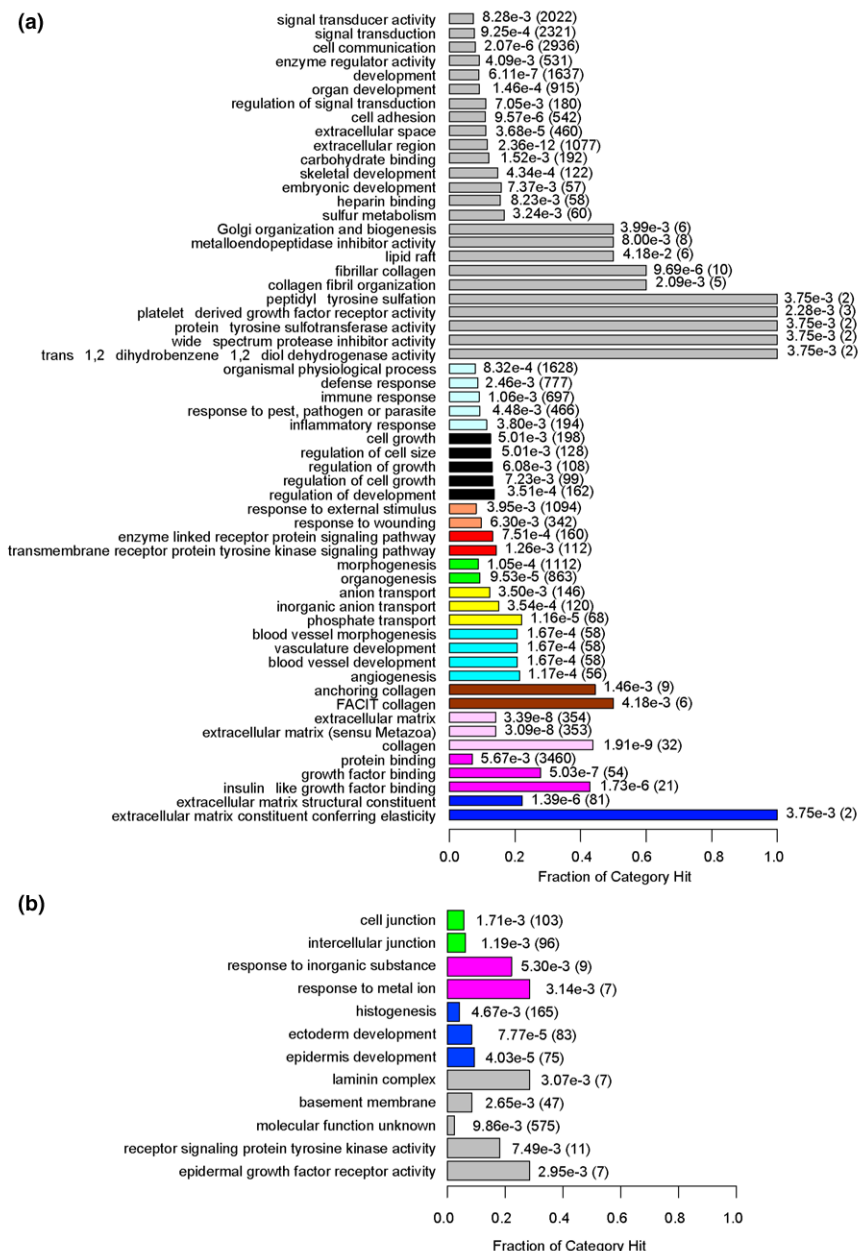 (a)
signal transducer activity 8.28e-3 (2022)
signal transduction 9.25e-4 (2321)
cell communication 2.07e-6 (2936)
enzyme regulator activity 4.09e-3 (531)
development 6.11e-7 (1637)
organ development 1.46e-4 (915)
regulation of signal transduction 7.05e-3 (180)
cell adhesion 9.57e-6 (542)
extracellular space 3.68e-5 (460)
extracellular region 2.36e-12 (1077)
carbohydrate binding 1.52e-3 (192)
skeletal development 4.34e-4 (122)
embryonic development 7.37e-3 (57)
heparin binding 8.23e-3 (58)
sulfur metabolism 3.24e-3 (60)
Golgi organization and biogenesis 3.99e-3 (6)
metalloendopeptidase inhibitor activity 8.00e-3 (8)
lipid raft 4.18e-2 (6)
fibrillar collagen 9.69e-6 (10)
collagen fibril organization 2.09e-3 (5)
peptidyl tyrosine sulfation 3.75e-3 (2)
platelet derived growth factor receptor activity 2.28e-3 (3)
protein tyrosine sulfotransferase activity 3.75e-3 (2)
wide spectrum protease inhibitor activity 3.75e-3 (2)
trans 1,2 dihydrobenzene 1,2 diol dehydrogenase activity 3.75e-3 (2)
organismal physiological process 8.32e-4 (1628)
defense response 2.46e-3 (777)
immune response 1.06e-3 (697)
response to pest, pathogen or parasite 4.48e-3 (466)
inflammatory response 3.80e-3 (194)
cell growth 5.01e-3 (198)
regulation of cell size 5.01e-3 (128)
regulation of growth 6.08e-3 (108)
regulation of cell growth 7.23e-3 (99)
regulation of development 3.51e-4 (162)
response to external stimulus 3.95e-3 (1094)
response to wounding 6.30e-3 (342)
enzyme linked receptor protein signaling pathway 7.51e-4 (160)
transmembrane receptor protein tyrosine kinase signaling pathway 1.26e-3 (112)
morphogenesis 1.05e-4 (1112)
organogenesis 9.53e-5 (863)
anion transport 3.50e-3 (146)
inorganic anion transport 3.54e-4 (120)
phosphate transport 1.16e-5 (68)
blood vessel morphogenesis 1.67e-4 (58)
vasculature development 1.67e-4 (58)
blood vessel development 1.67e-4 (58)
angiogenesis 1.17e-4 (56)
anchoring collagen 1.46e-3 (9)
FACIT collagen 4.18e-3 (6)
extracellular matrix 3.39e-8 (354)
extracellular matrix (sensu Metazoa) 3.09e-8 (353)
collagen 1.91e-9 (32)
protein binding 5.67e-3 (3460)
growth factor binding 5.03e-7 (54)
insulin like growth factor binding 1.73e-6 (21)
extracellular matrix structural constituent 1.39e-6 (81)
extracellular matrix constituent conferring elasticity 3.75e-3 (2)
0.0 0.2 0.4 0.6 0.8 1.0
Fraction of Category Hit
(b)
cell junction 1.71e-3 (103)
intercellular junction 1.19e-3 (96)
response to inorganic substance 5.30e-3 (9)
response to metal ion 3.14e-3 (7)
histogenesis 4.67e-3 (165)
ectoderm development 7.77e-5 (83)
epidermis development 4.03e-5 (75)
laminin complex 3.07e-3 (7)
basement membrane 2.65e-3 (47)
molecular function unknown 9.86e-3 (575)
receptor signaling protein tyrosine kinase activity 7.49e-3 (11)
epidermal growth factor receptor activity 2.95e-3 (7)
0.0 0.2 0.4 0.6 0.8 1.0
Fraction of Category Hit